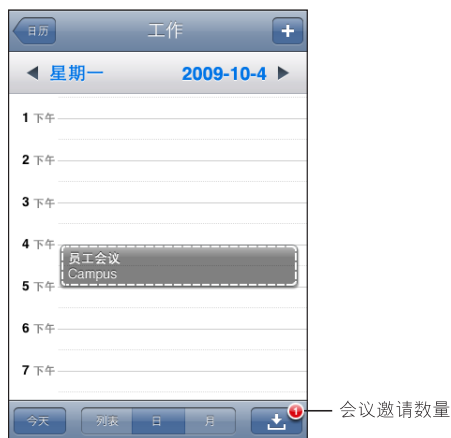 日历 工作 +
星期一 2009-10-4
1 下午
2 下午
3 下午
4 下午
员工会议
Campus
5 下午
6 下午
7 下午
今天 列表 日 月 1 会议邀请数量